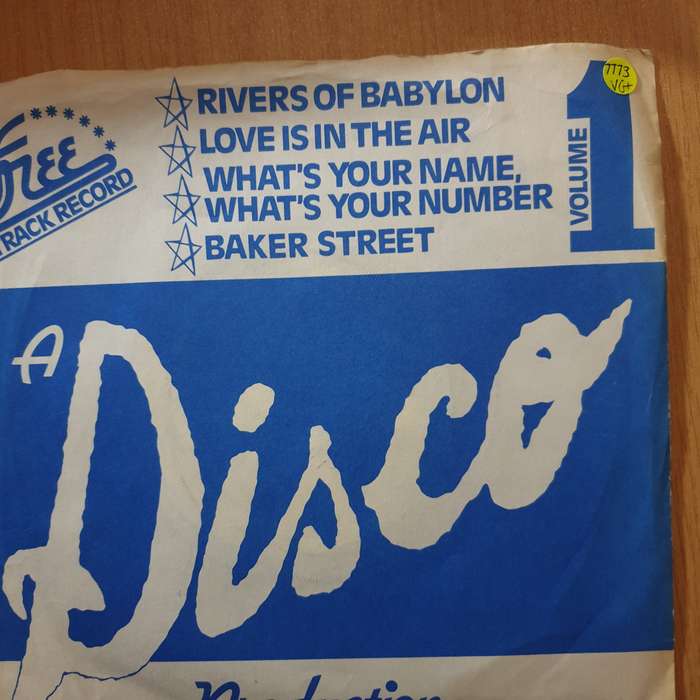 Free
TRACK RECORD
RIVERS OF BABYLON
LOVE IS IN THE AIR
WHAT'S YOUR NAME,
WHAT'S YOUR NUMBER
BAKER STREET
VOLUME
1
7773
VG+
A
Disco
Production